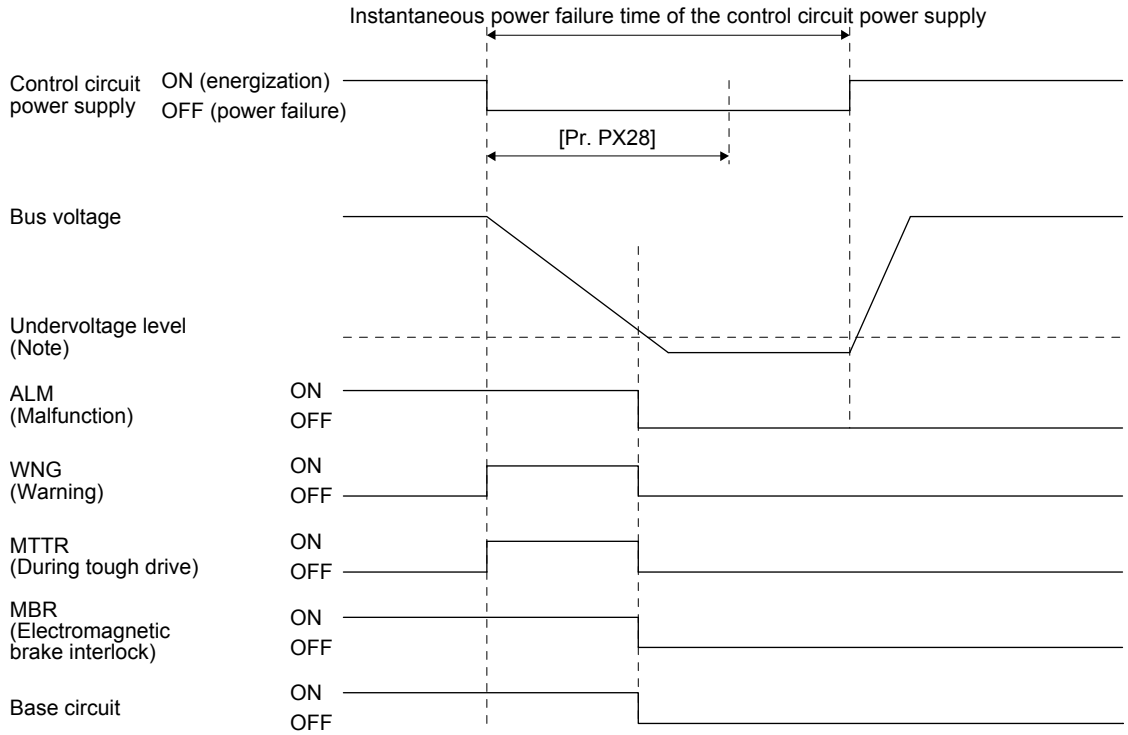 Instantaneous power failure time of the control circuit power supply
Control circuit
power supply
ON (energization)
OFF (power failure)
[Pr. PX28]
Bus voltage
Undervoltage level
(Note)
ALM
(Malfunction)
ON
OFF
WNG
(Warning)
ON
OFF
MTTR
(During tough drive)
ON
OFF
MBR
(Electromagnetic
brake interlock)
ON
OFF
Base circuit
ON
OFF